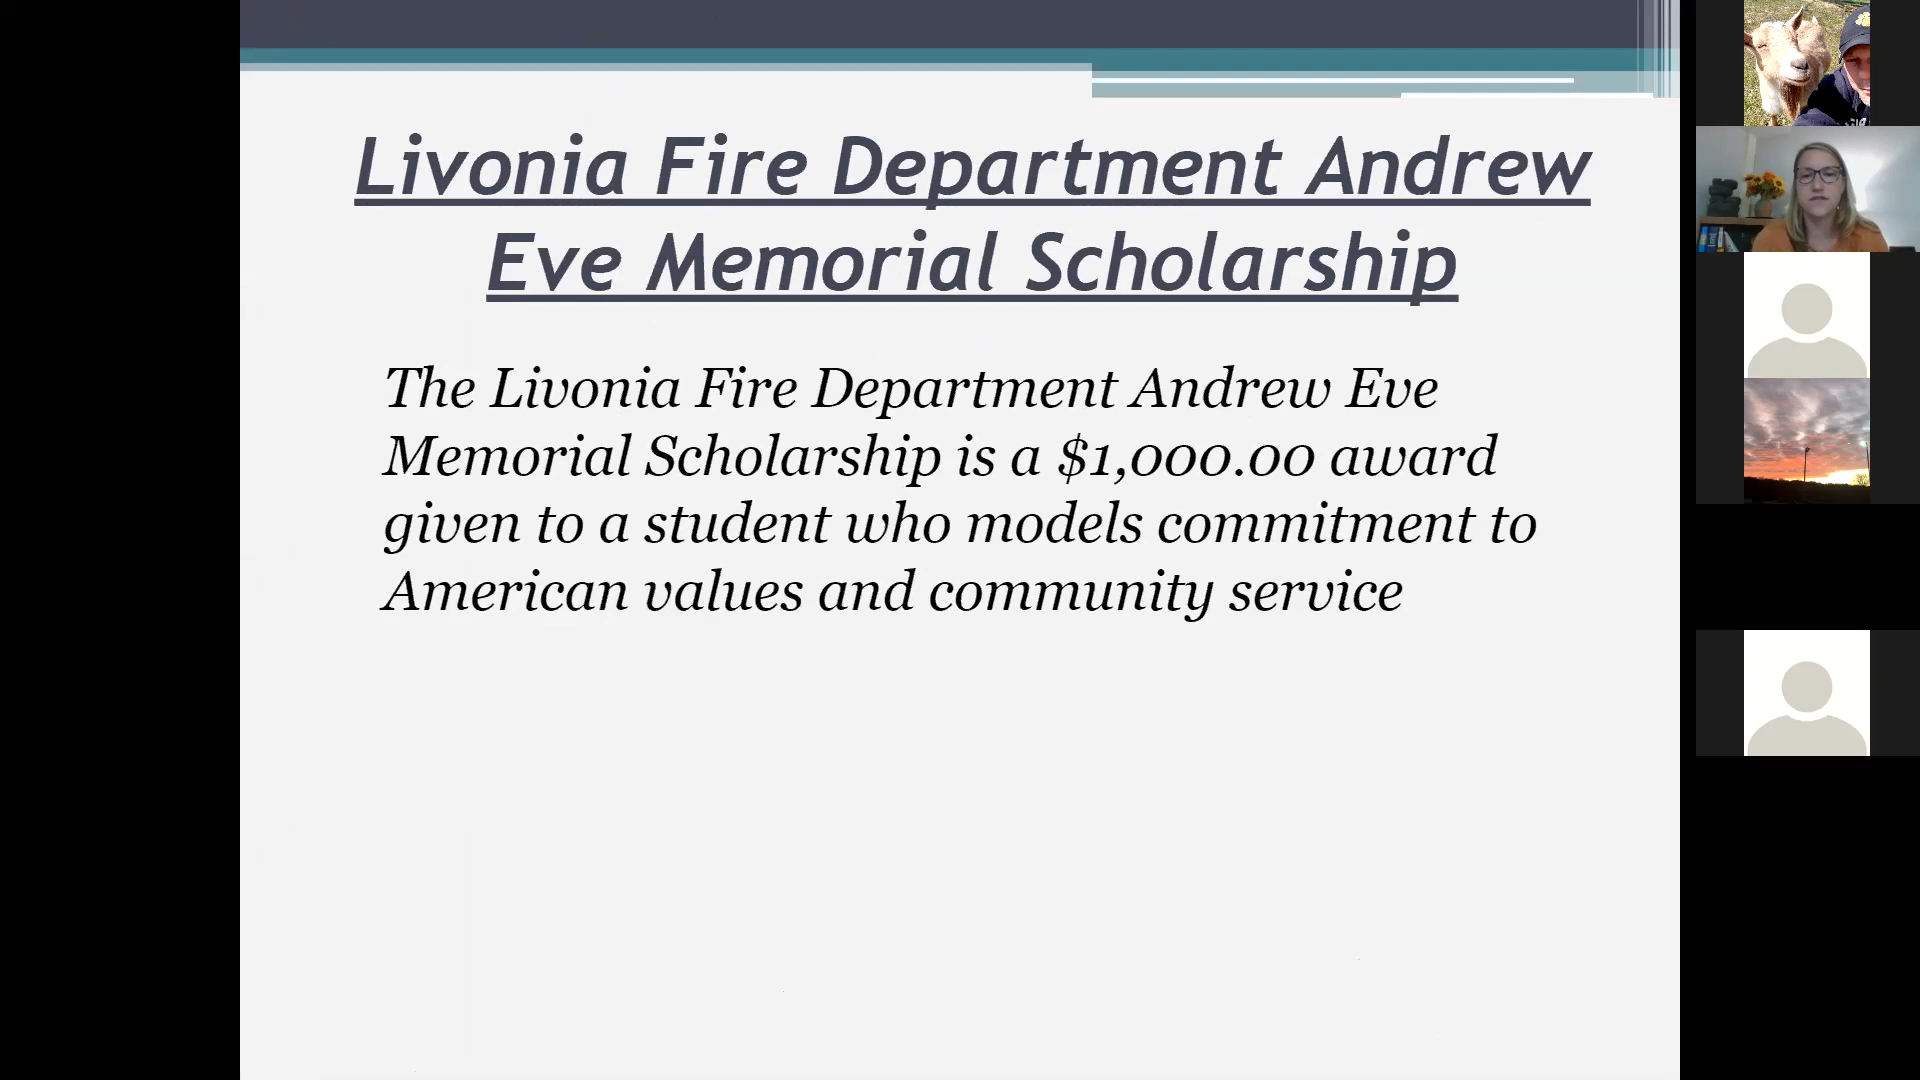 Livonia Fire Department Andrew
Eve Memorial Scholarship
The Livonia Fire Department Andrew Eve
Memorial Scholarship is a $1,000.00 award
given to a student who models commitment to
American values and community service